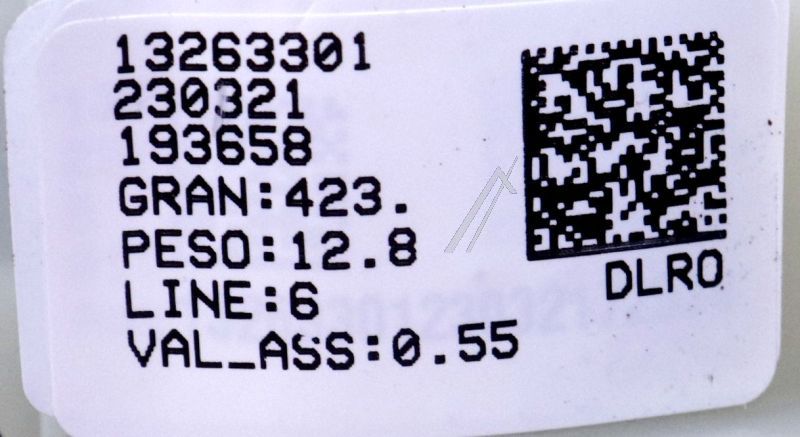 13263301
230321
193658
GRAN:423.
PESO:12.8
LINE:6
VAL_ASS:0.55
DLRO